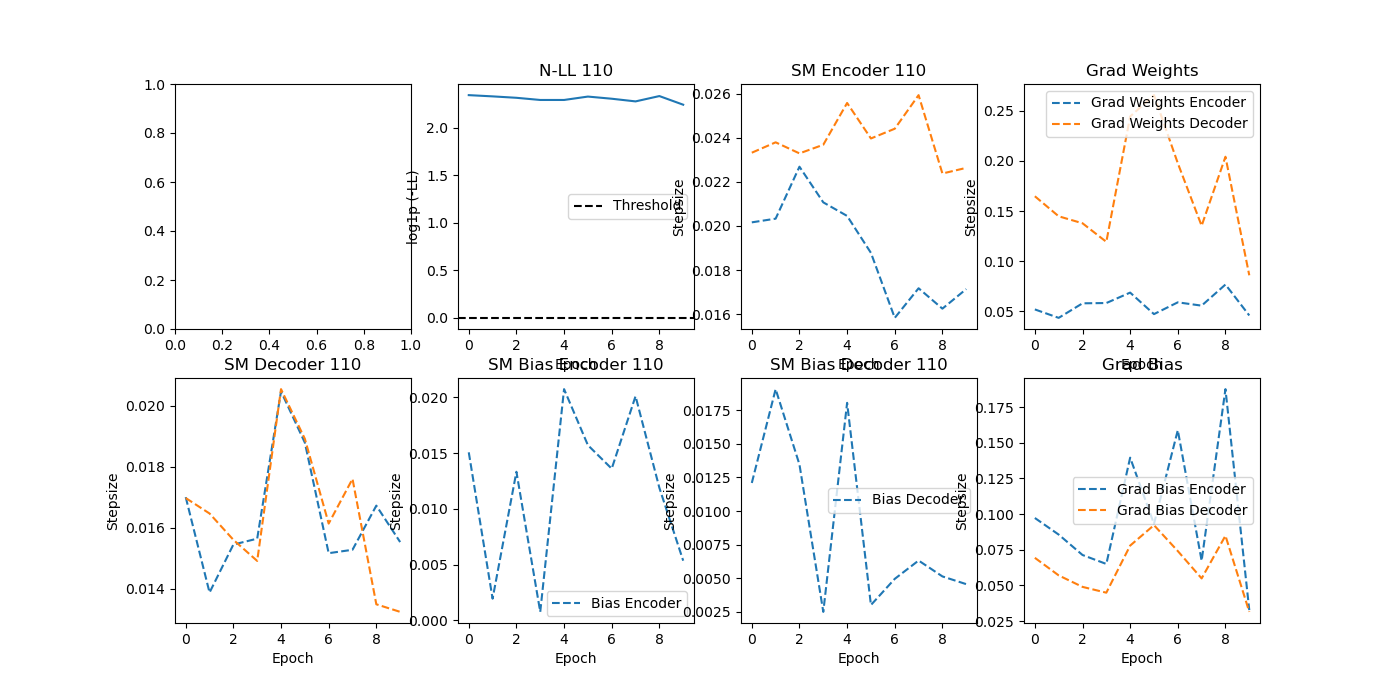 1.0
0.8
0.6
0.4
0.2
0.0
0.0 0.2 0.4 0.6 0.8 1.0
N-LL 110
log1p (-LL)
2.0
1.5
1.0
0.5
0.0
Threshold
0 2 4 6 8
Epoch
SM Encoder 110
Stepsize
0.026
0.024
0.022
0.020
0.018
0.016
0 2 4 6 8
Epoch
Grad Weights
Stepsize
0.25
0.20
0.15
0.10
0.05
Grad Weights Encoder
Grad Weights Decoder
0 2 4 6 8
Epoch
SM Decoder 110
Stepsize
0.020
0.018
0.016
0.014
0 2 4 6 8
Epoch
SM Bias Encoder 110
Stepsize
0.020
0.015
0.010
0.005
0.000
Bias Encoder
0 2 4 6 8
Epoch
SM Bias Decoder 110
Stepsize
0.0175
0.0150
0.0125
0.0100
0.0075
0.0050
0.0025
Bias Decoder
0 2 4 6 8
Epoch
Grad Bias
Stepsize
0.175
0.150
0.125
0.100
0.075
0.050
0.025
Grad Bias Encoder
Grad Bias Decoder
0 2 4 6 8
Epoch